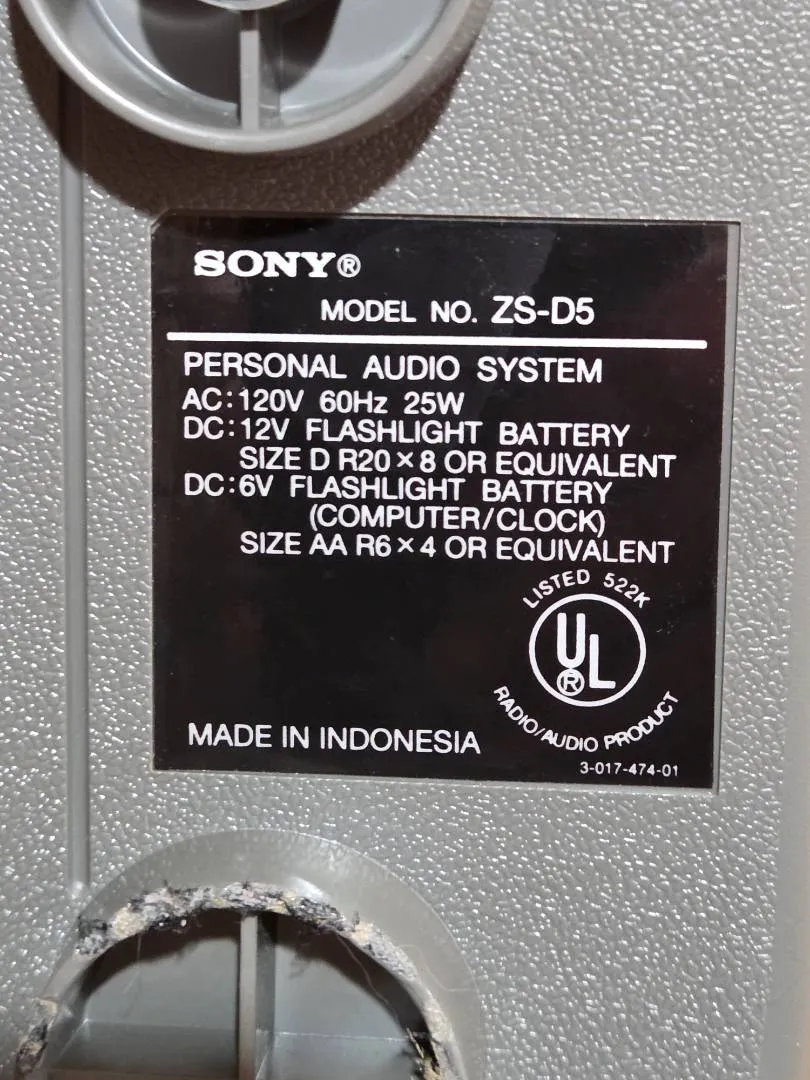 SONY®
MODEL NO. ZS-D5
PERSONAL AUDIO SYSTEM
AC:120V 60Hz 25W
DC:12V FLASHLIGHT BATTERY
SIZE D R20×8 OR EQUIVALENT
DC:6V FLASHLIGHT BATTERY
(COMPUTER/CLOCK)
SIZE AA R6×4 OR EQUIVALENT
LISTED 522K
UL®
RADIO/AUDIO PRODUCT
MADE IN INDONESIA
3-017-474-01